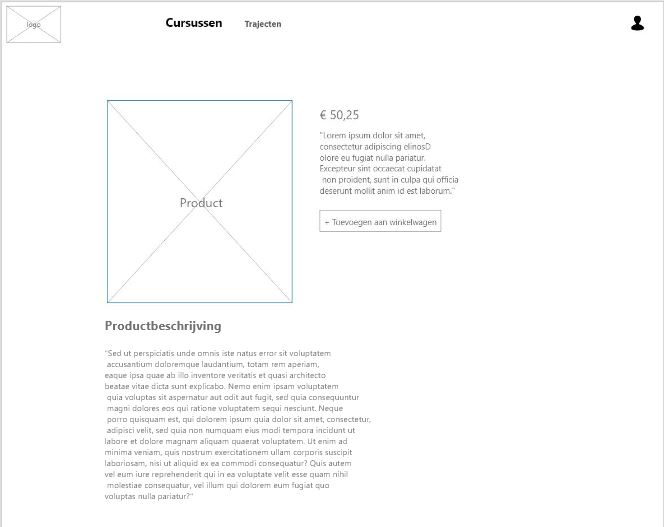 logo
Cursussen
Trajecten
€ 50,25
"Lorem ipsum dolor sit amet,
consectetur adipiscing elinosD
olore eu fugiat nulla pariatur.
Excepteur sint occaecat cupidatat
non proident, sunt in culpa qui officia
deserunt mollit anim id est laborum."
Product
+ Toevoegen aan winkelwagen
Productbeschrijving
"Sed ut perspiciatis unde omnis iste natus error sit voluptatem
accusantium doloremque laudantium, totam rem aperiam,
eaque ipsa quae ab illo inventore veritatis et quasi architecto
beatae vitae dicta sunt explicabo. Nemo enim ipsam voluptatem
quia voluptas sit aspernatur aut odit aut fugit, sed quia consequuntur
magni dolores eos qui ratione voluptatem sequi nesciunt. Neque
porro quisquam est, qui dolorem ipsum quia dolor sit amet, consectetur,
adipisci velit, sed quia non numquam eius modi tempora incidunt ut
labore et dolore magnam aliquam quaerat voluptatem. Ut enim ad
minima veniam, quis nostrum exercitationem ullam corporis suscipit
laboriosam, nisi ut aliquid ex ea commodi consequatur? Quis autem
vel eum iure reprehenderit qui in ea voluptate velit esse quam nihil
molestiae consequatur, vel illum qui dolorem eum fugiat quo
voluptas nulla pariatur?"